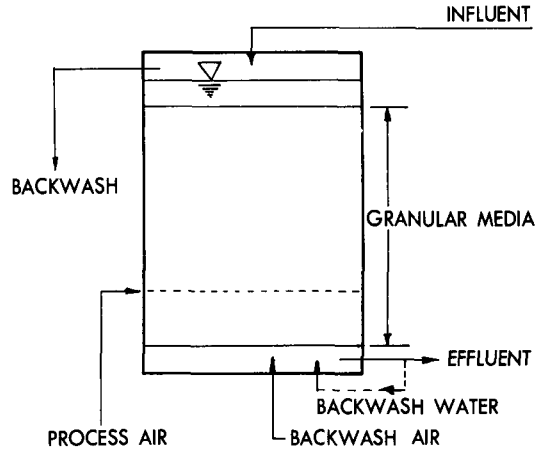 INFLUENT
BACKWASH
GRANULAR MEDIA
EFFLUENT
BACKWASH WATER
PROCESS AIR
BACKWASH AIR